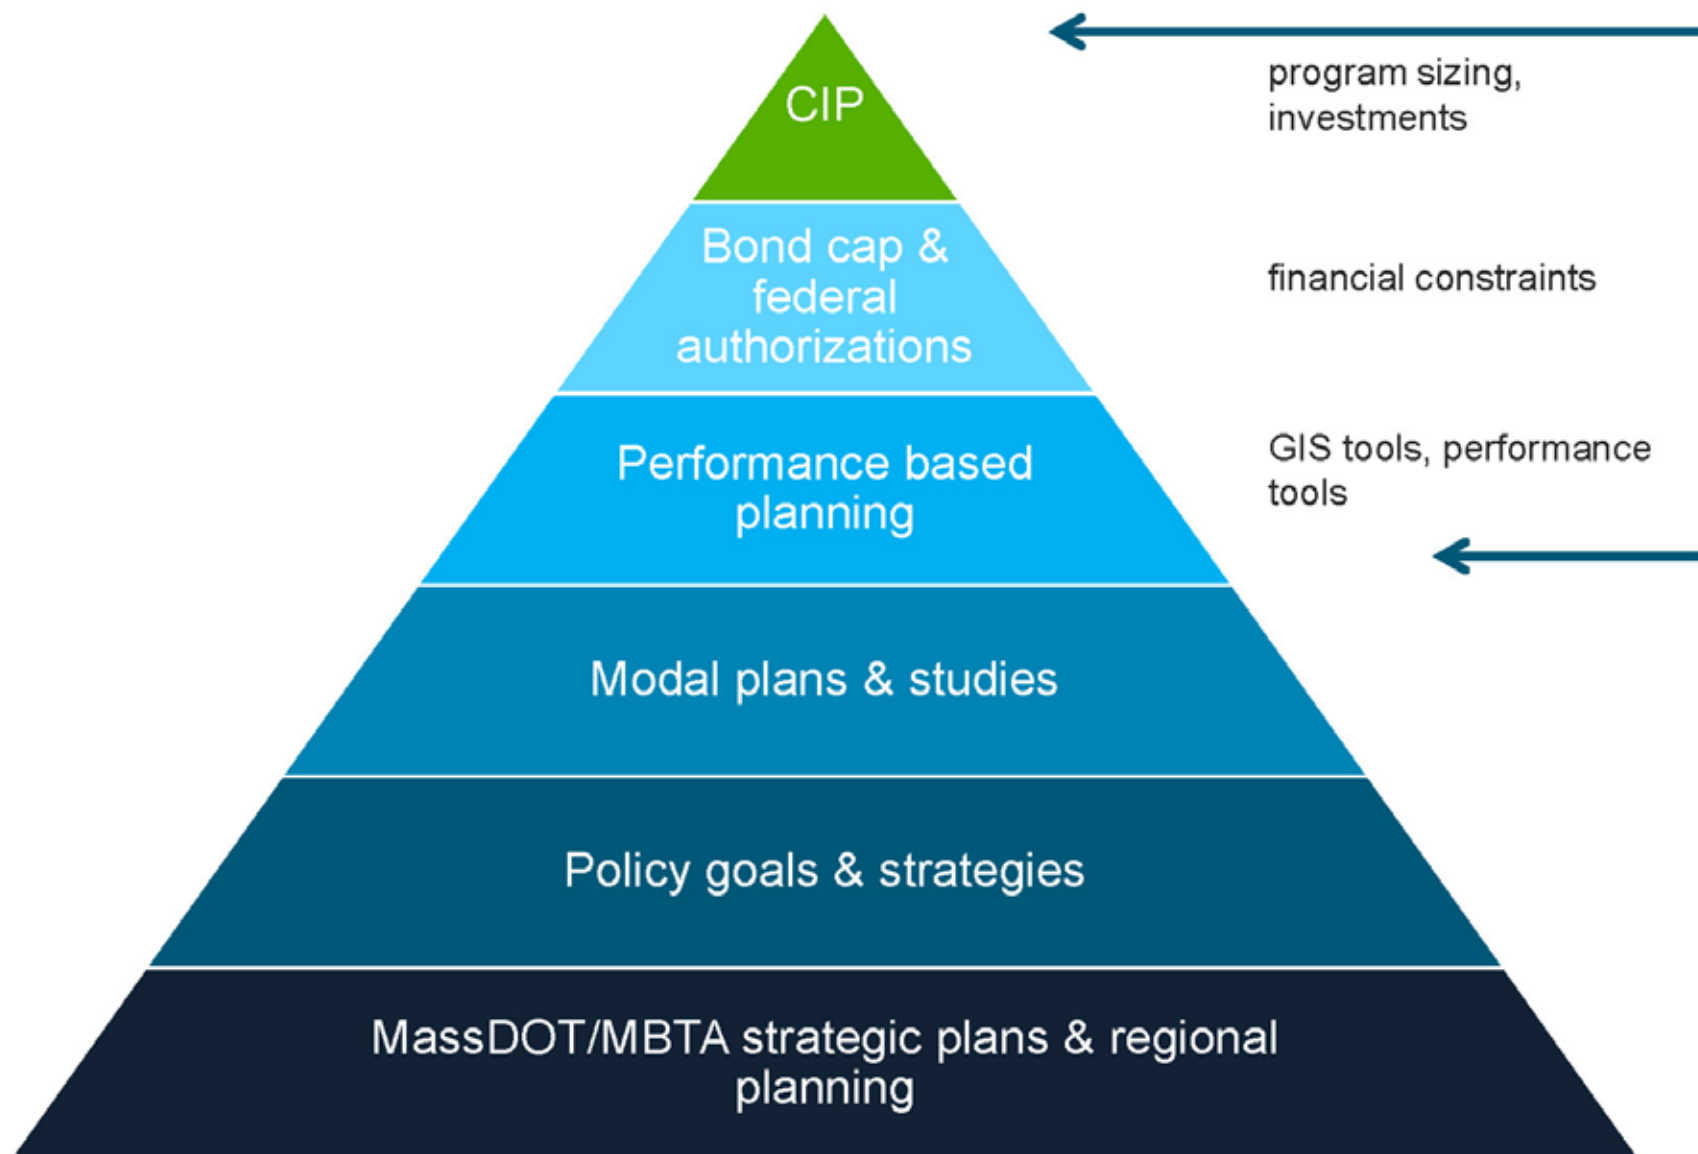 CIP
program sizing,
investments
Bond cap &
federal
authorizations
financial constraints
Performance based
planning
GIS tools, performance
tools
Modal plans & studies
Policy goals & strategies
MassDOT/MBTA strategic plans & regional
planning